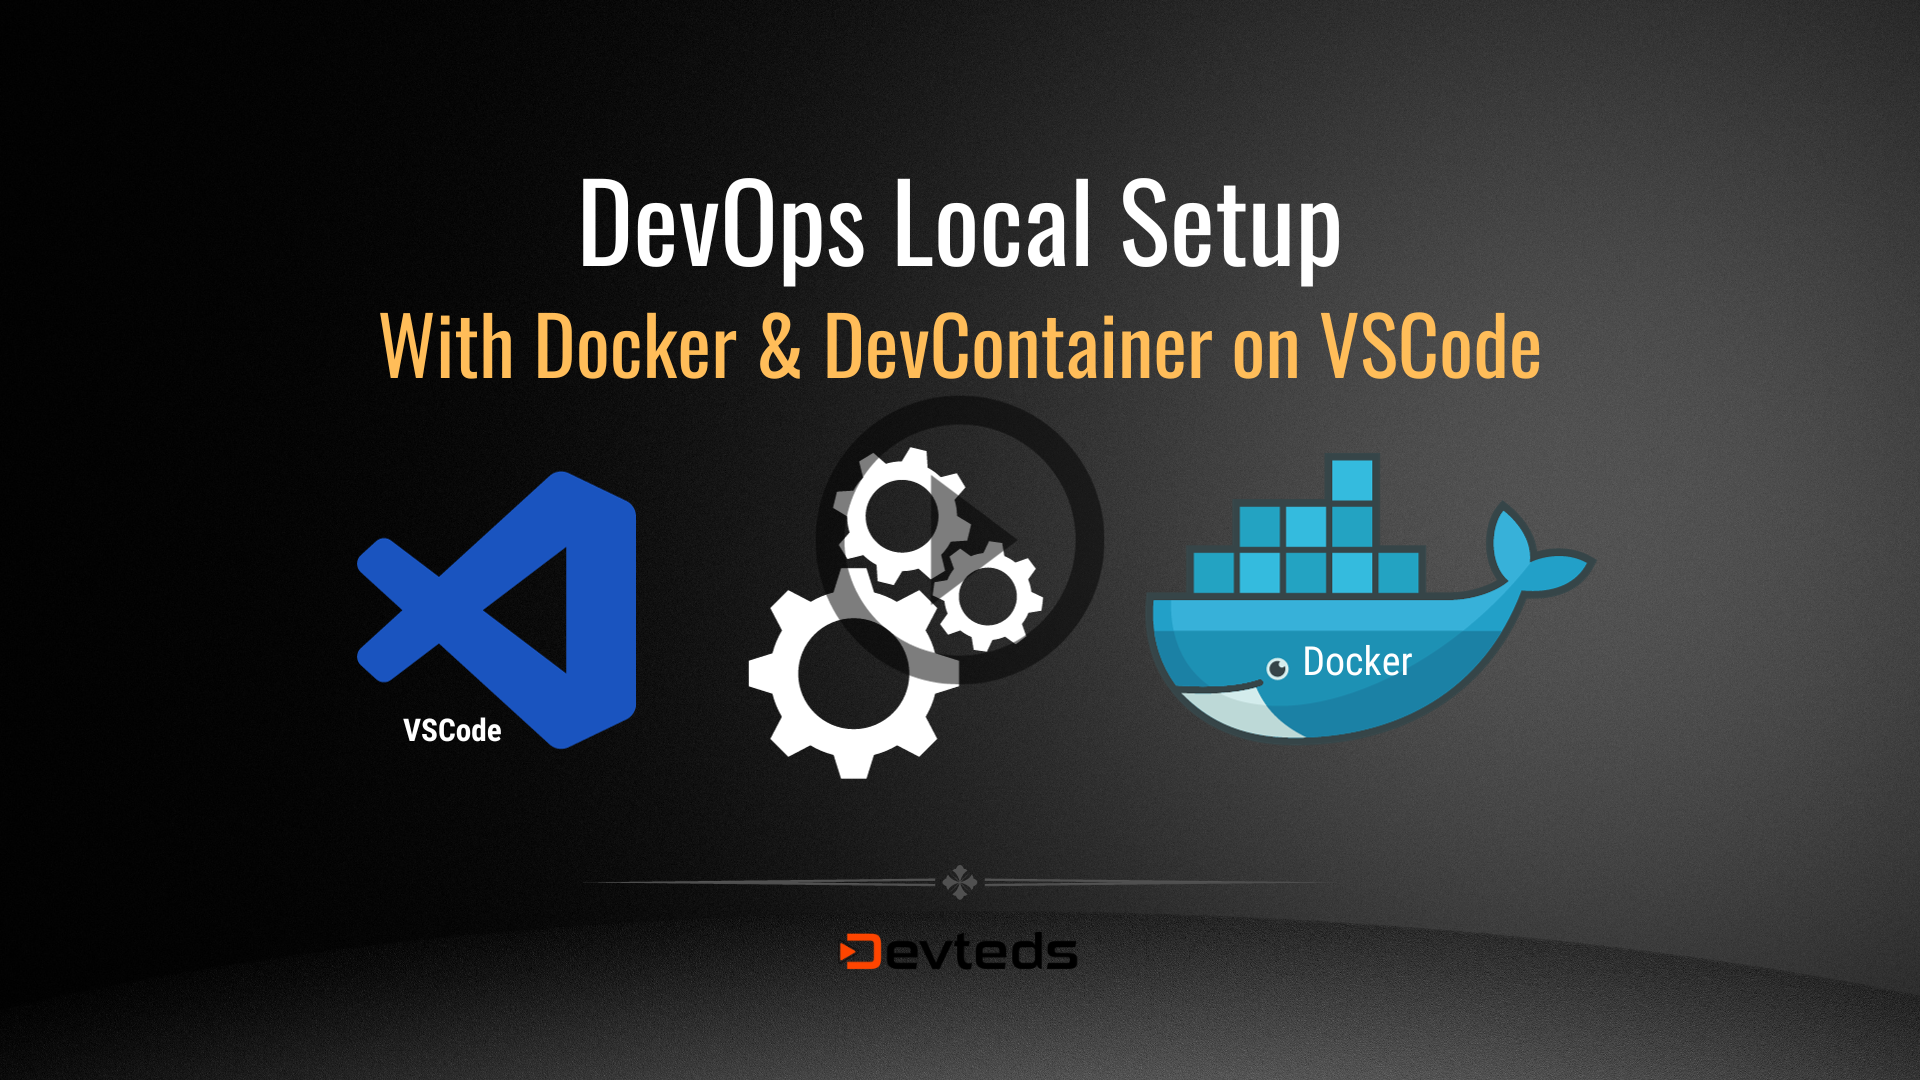 DevOps Local Setup
With Docker & DevContainer on VSCode
Docker
VSCode
Devteds